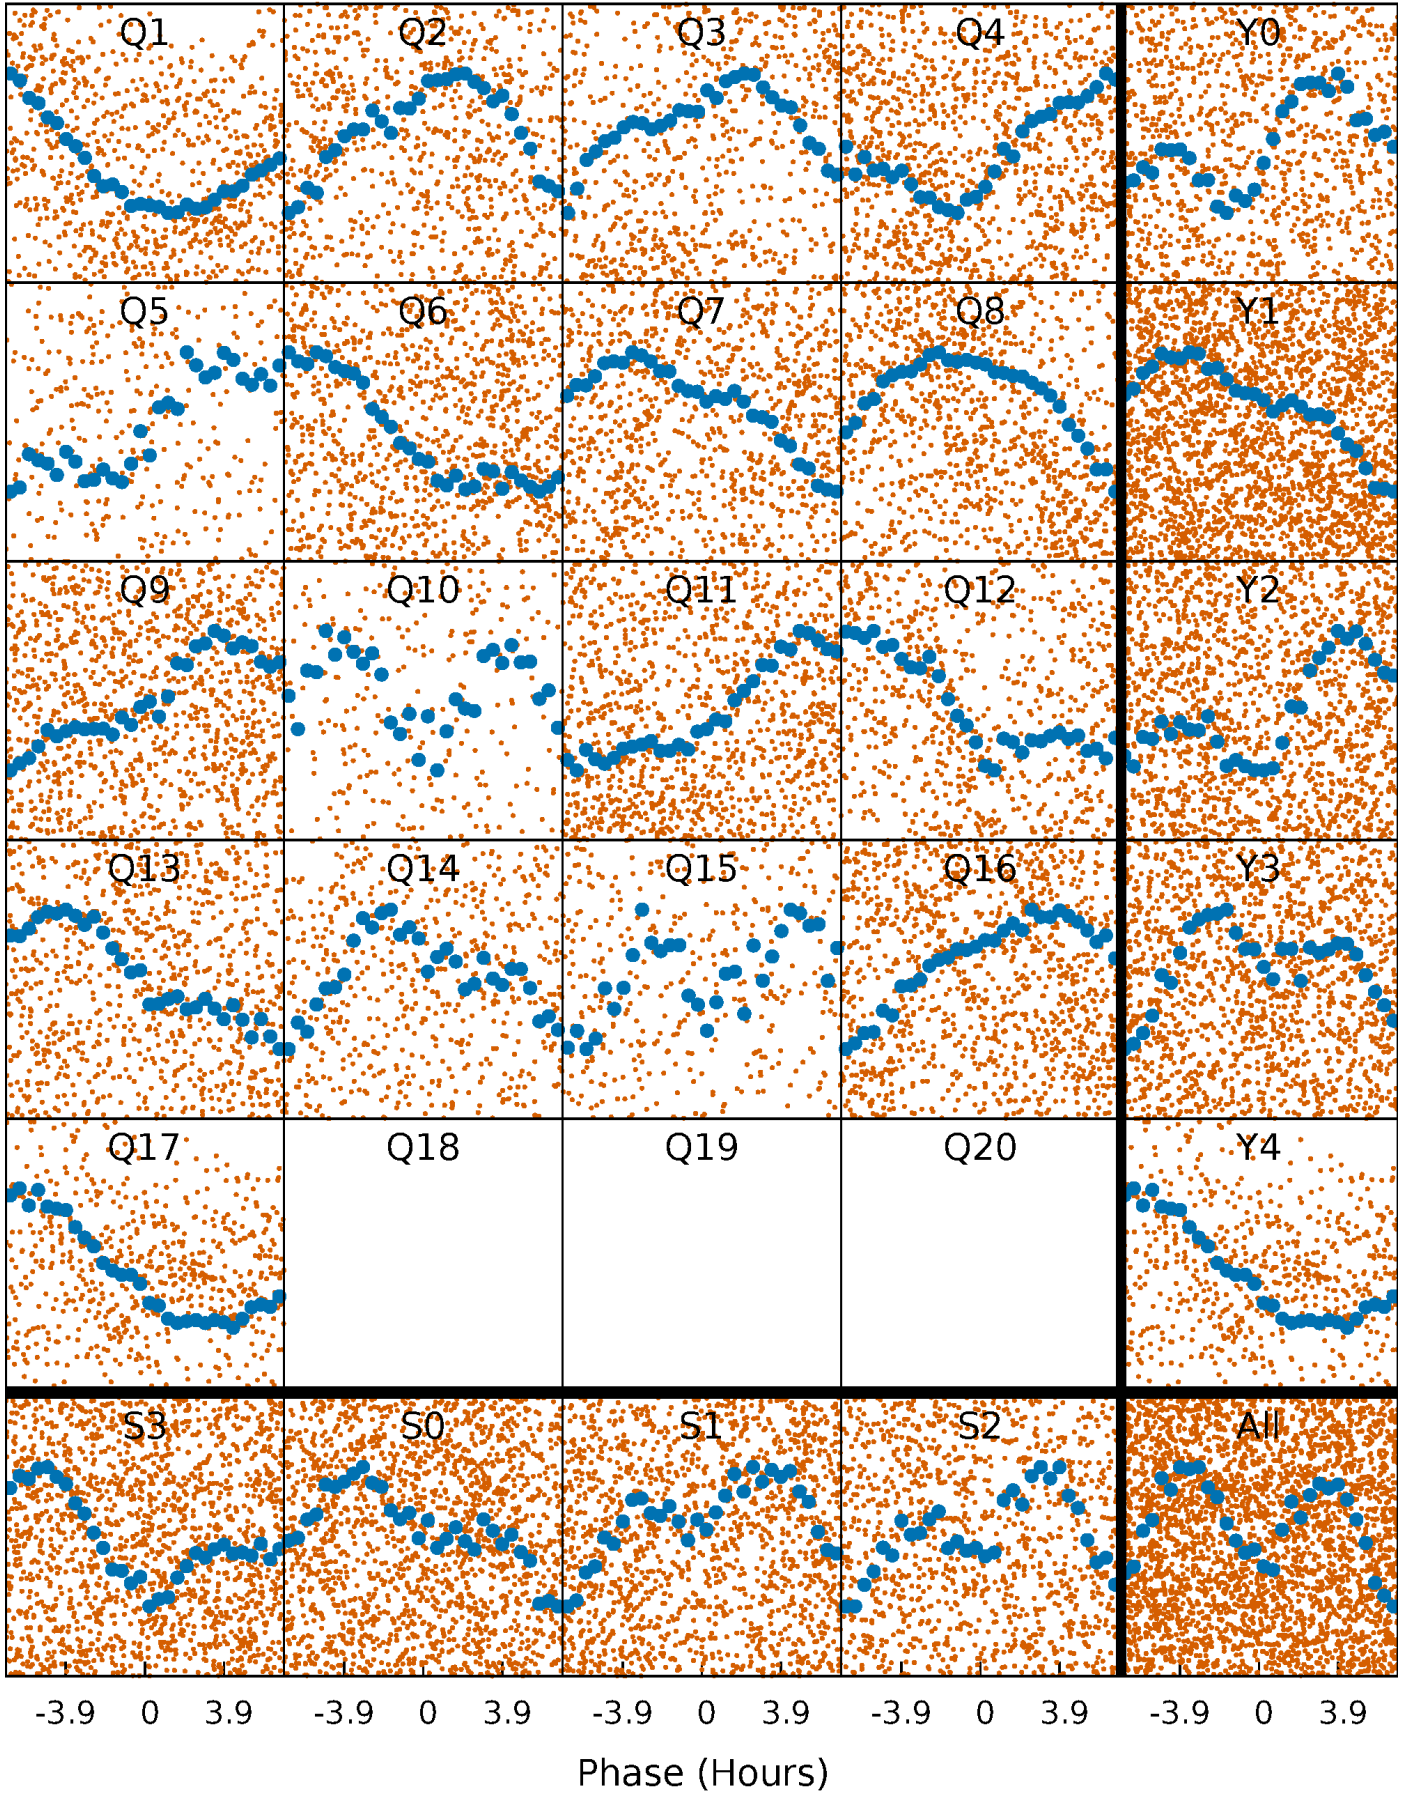 Q1 Q2 Q3 Q4 Y0
Q5 Q6 Q7 Q8 Y1
Q9 Q10 Q11 Q12 Y2
Q13 Q14 Q15 Q16 Y3
Q17 Q18 Q19 Q20 Y4
S3 S0 S1 S2 All
-3.9 0 3.9 -3.9 0 3.9 -3.9 0 3.9 -3.9 0 3.9 -3.9 0 3.9
Phase (Hours)